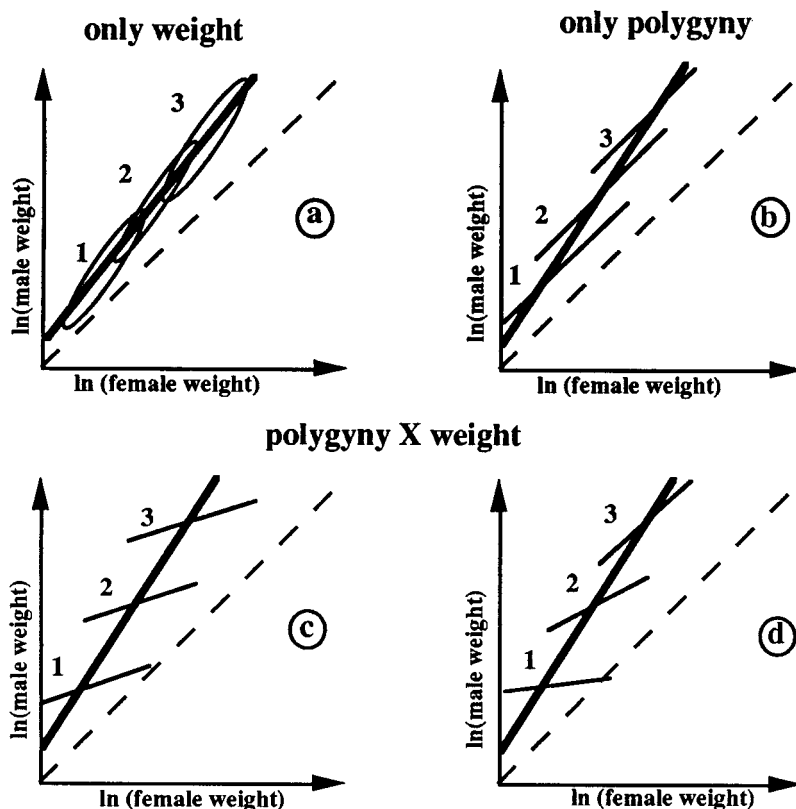 only weight
only polygyny
3
2
1
a
ln(male weight)
ln (female weight)
3
2
1
b
ln(male weight)
ln (female weight)
polygyny X weight
3
2
1
c
ln(male weight)
ln (female weight)
3
2
1
d
ln(male weight)
ln (female weight)